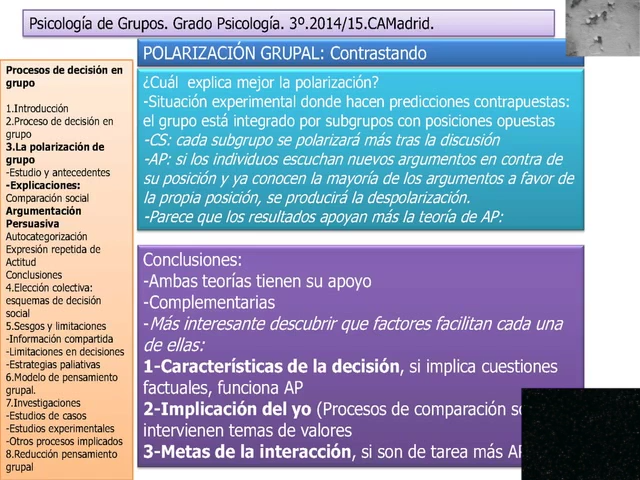 Psicología de Grupos. Grado Psicología. 3º.2014/15.CAMadrid.
Procesos de decisión en
grupo
1.Introducción
2.Proceso de decisión en
grupo
3.La polarización de
grupo
-Estudio y antecedentes
-Explicaciones:
Comparación social
Argumentación
Persuasiva
Autocategorización
Expresión repetida de
Actitud
Conclusiones
4.Elección colectiva:
esquemas de decisión
social
5.Sesgos y limitaciones
-Información compartida
-Limitaciones en decisiones
-Estrategias paliativas
6.Modelo de pensamiento
grupal.
7.Investigaciones
-Estudios de casos
-Estudios experimentales
-Otros procesos implicados
8.Reducción pensamiento
grupal
POLARIZACIÓN GRUPAL: Contrastando
¿Cuál explica mejor la polarización?
-Situación experimental donde hacen predicciones contrapuestas:
el grupo está integrado por subgrupos con posiciones opuestas
-CS: cada subgrupo se polarizará más tras la discusión
-AP: si los individuos escuchan nuevos argumentos en contra de
su posición y ya conocen la mayoría de los argumentos a favor de
la propia posición, se producirá la despolarización.
-Parece que los resultados apoyan más la teoría de AP:
Conclusiones:
-Ambas teorías tienen su apoyo
-Complementarias
-Más interesante descubrir que factores facilitan cada una
de ellas:
1-Características de la decisión, si implica cuestiones
factuales, funciona AP
2-Implicación del yo (Procesos de comparación
intervienen temas de valores
3-Metas de la interacción, si son de tarea más AP